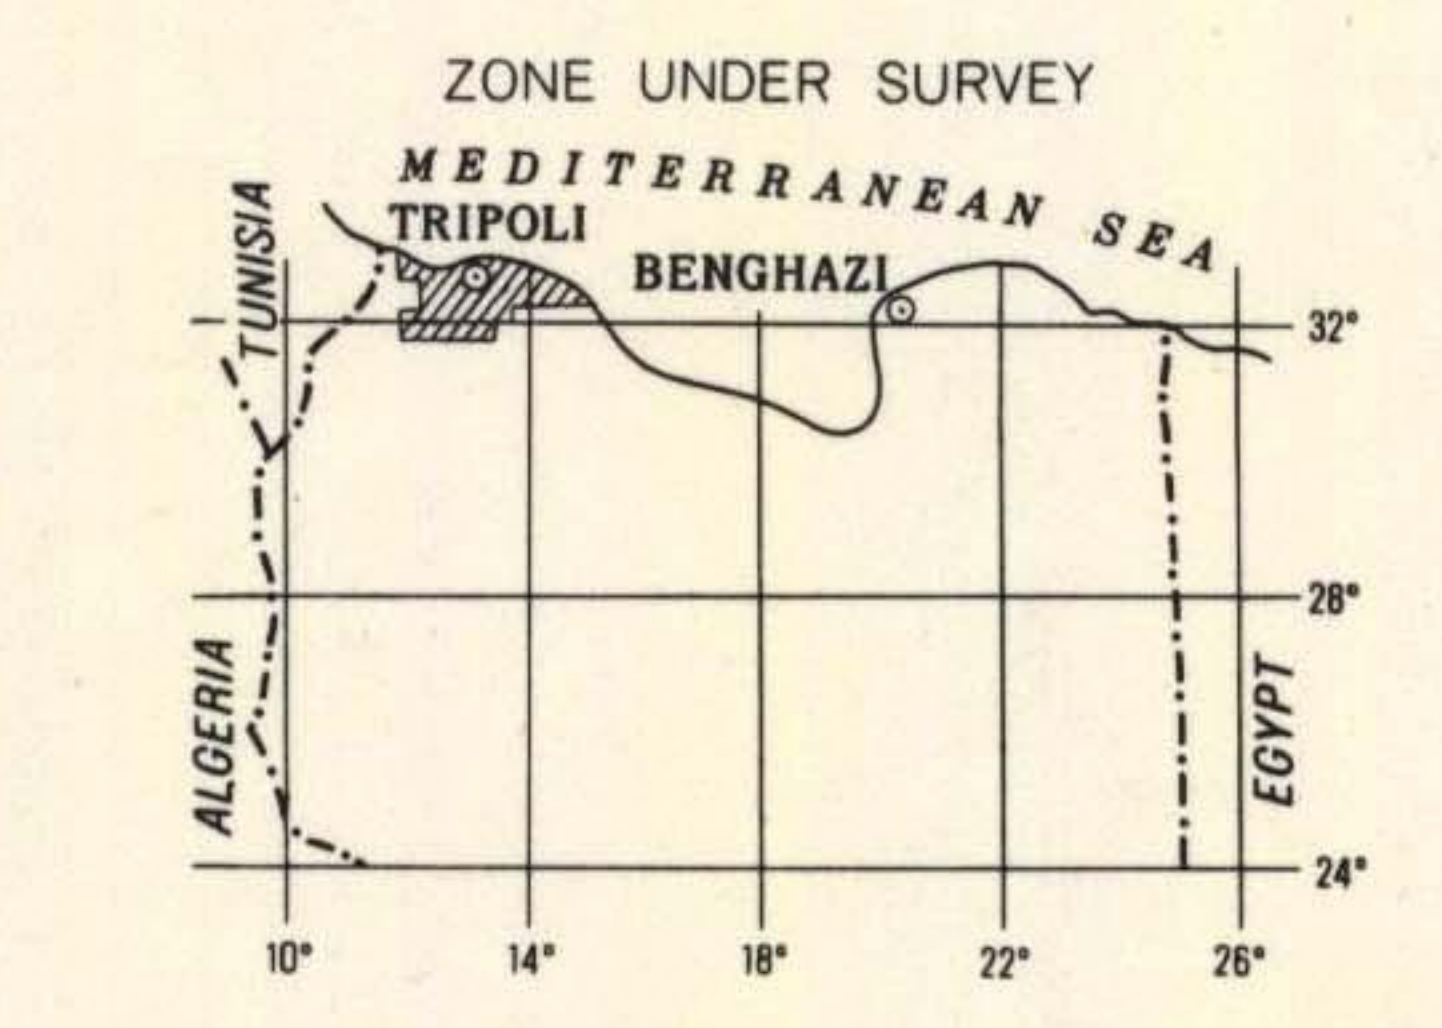 ZONE UNDER SURVEY
MEDITERRANEAN SEA
TUNISIA
TRIPOLI
BENGHAZI
32°
28°
ALGERIA
EGYPT
24°
10° 14° 18° 22° 26°